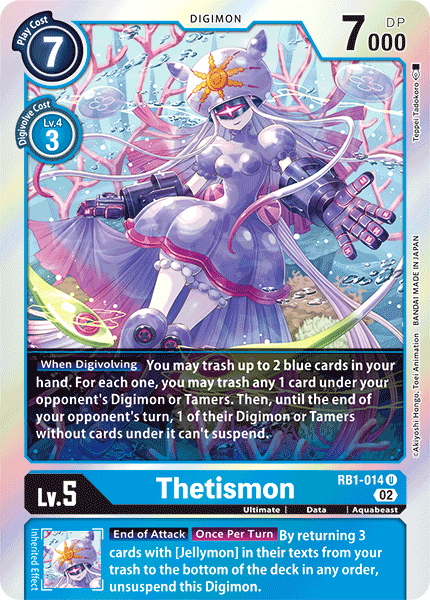 DIGIMON
Play Cost
7
7000
DP
Digivolve Cost
Lv.4
3
Teppei Tadokoro
©Akiyoshi Hongo, Toei Animation BANDAI MADE IN JAPAN
When Digivolving You may trash up to 2 blue cards in your
hand. For each one, you may trash any 1 card under your
opponent's Digimon or Tamers. Then, until the end of
your opponent's turn, 1 of their Digimon or Tamers
without cards under it can't suspend.
RB1-014 U
02
Lv.5
Thetismon
Ultimate | Data | Aquabeast
Inherited Effect
End of Attack Once Per Turn By returning 3
cards with [Jellymon] in their texts from your
trash to the bottom of the deck in any order,
unsuspend this Digimon.